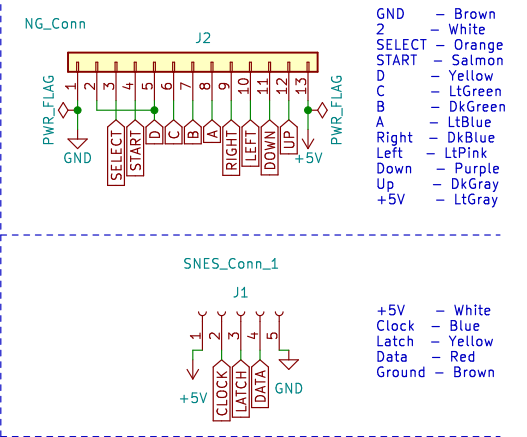 NG_Conn
J2
1 2 3 4 5 6 7 8 9 10 11 12 13
PWR_FLAG
GND
SELECT
START
D
C
B
A
RIGHT
LEFT
DOWN
UP
+5V
PWR_FLAG
GND – Brown
2 – White
SELECT – Orange
START – Salmon
D – Yellow
C – LtGreen
B – DkGreen
A – LtBlue
Right – DkBlue
Left – LtPink
Down – Purple
Up – DkGray
+5V – LtGray
SNES_Conn_1
J1
1 2 3 4 5
+5V
CLOCK
LATCH
DATA
GND
+5V – White
Clock – Blue
Latch – Yellow
Data – Red
Ground – Brown